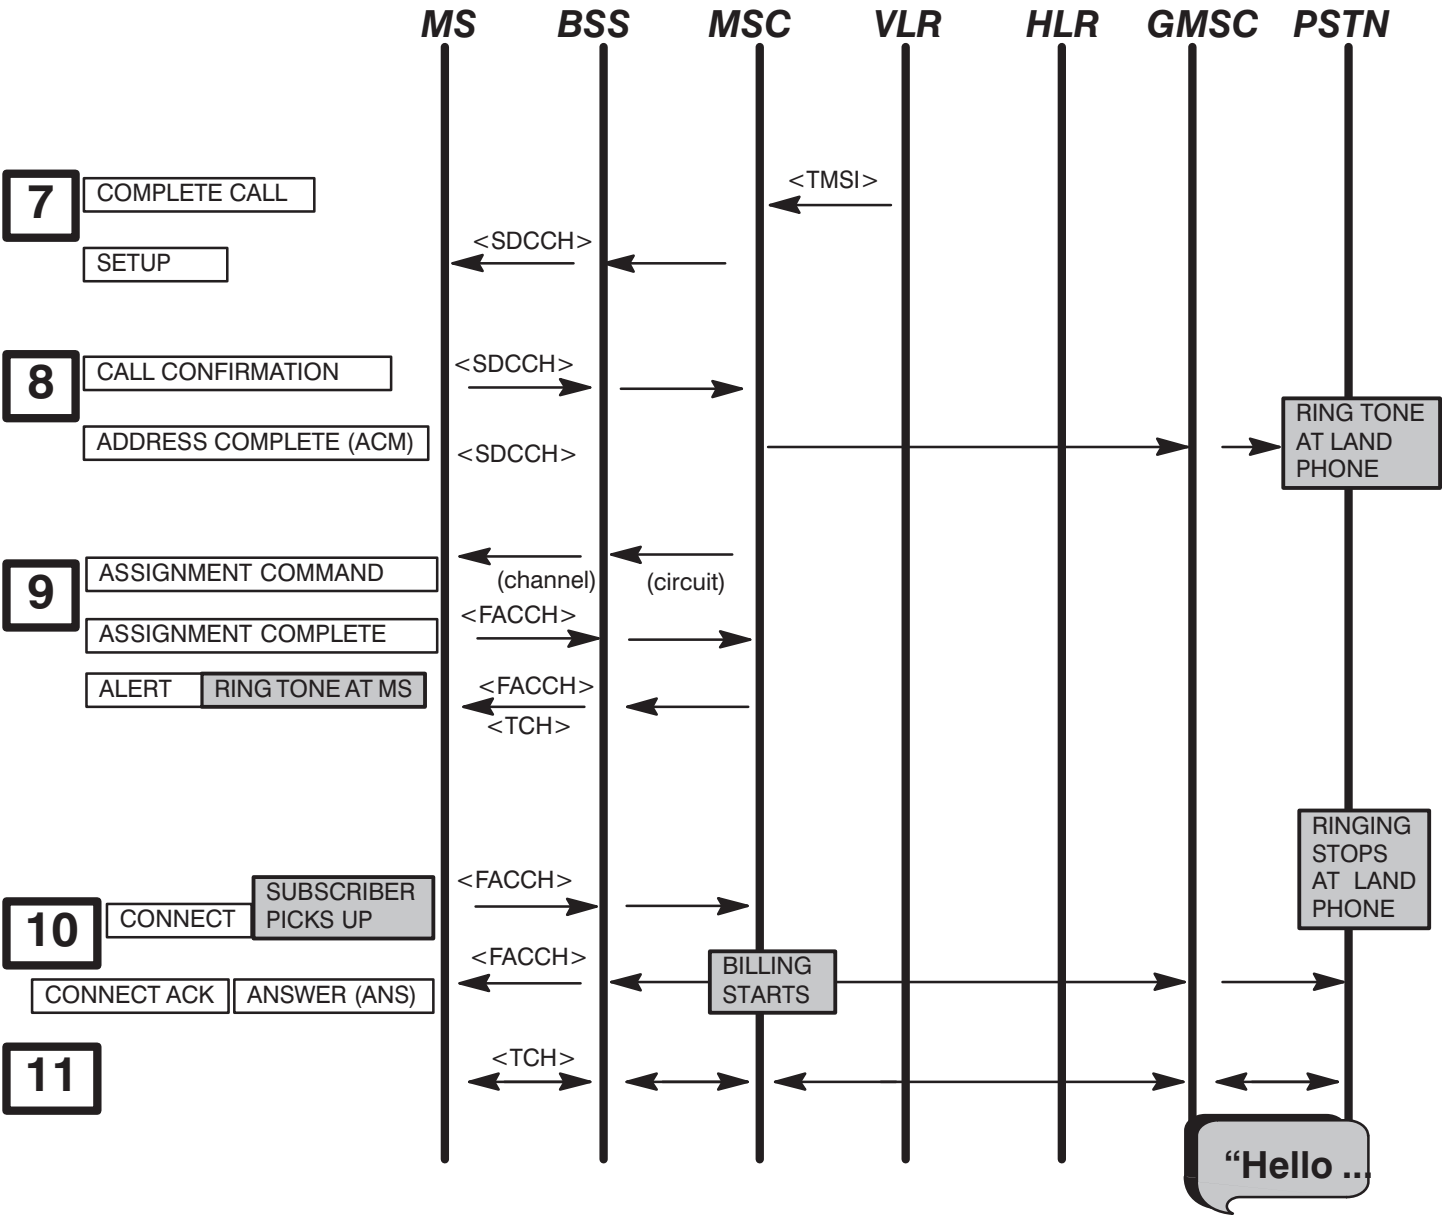 MS BSS MSC VLR HLR GMSC PSTN
7 COMPLETE CALL <TMSI>
SETUP <SDCCH>
8 CALL CONFIRMATION <SDCCH>
ADDRESS COMPLETE (ACM) <SDCCH>
RING TONE
AT LAND
PHONE
9 ASSIGNMENT COMMAND (channel) (circuit)
ASSIGNMENT COMPLETE <FACCH>
ALERT RING TONE AT MS <FACCH>
<TCH>
RINGING
STOPS
AT LAND
PHONE
10 CONNECT
SUBSCRIBER
PICKS UP
<FACCH>
CONNECT ACK ANSWER (ANS) <FACCH>
BILLING
STARTS
11 <TCH>
“Hello ...